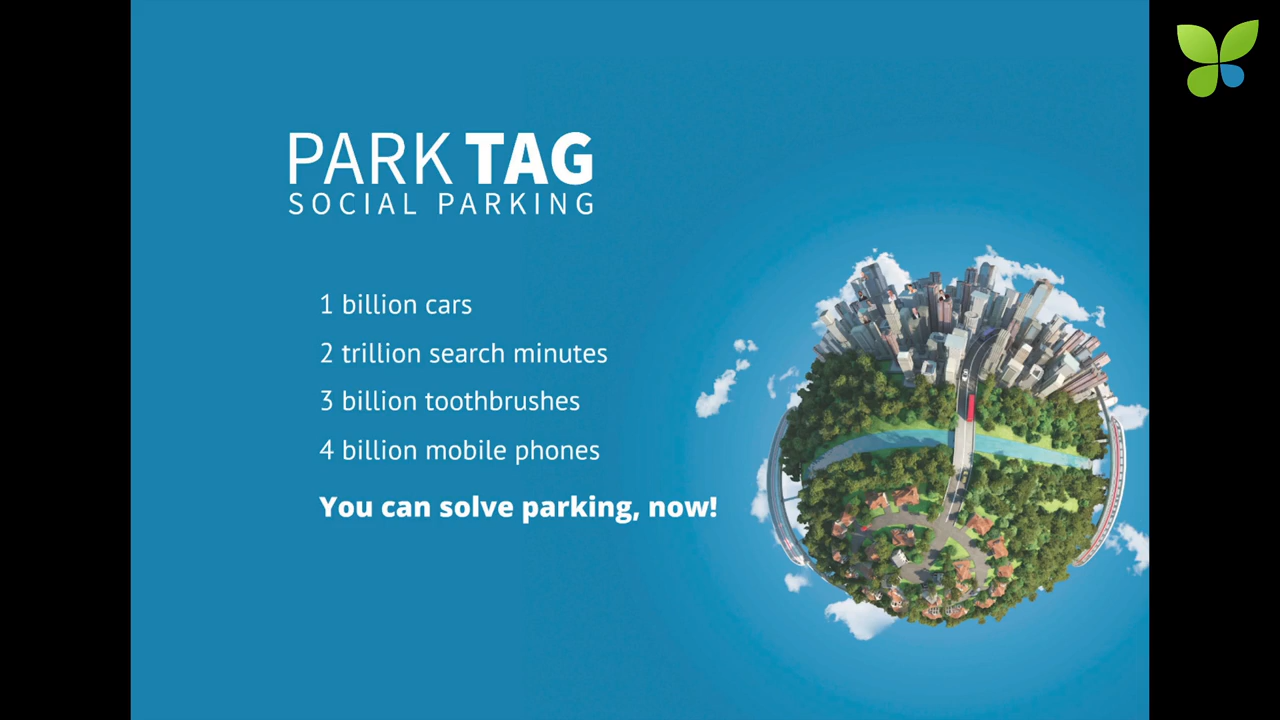 PARK TAG
SOCIAL PARKING
1 billion cars
2 trillion search minutes
3 billion toothbrushes
4 billion mobile phones
You can solve parking, now!